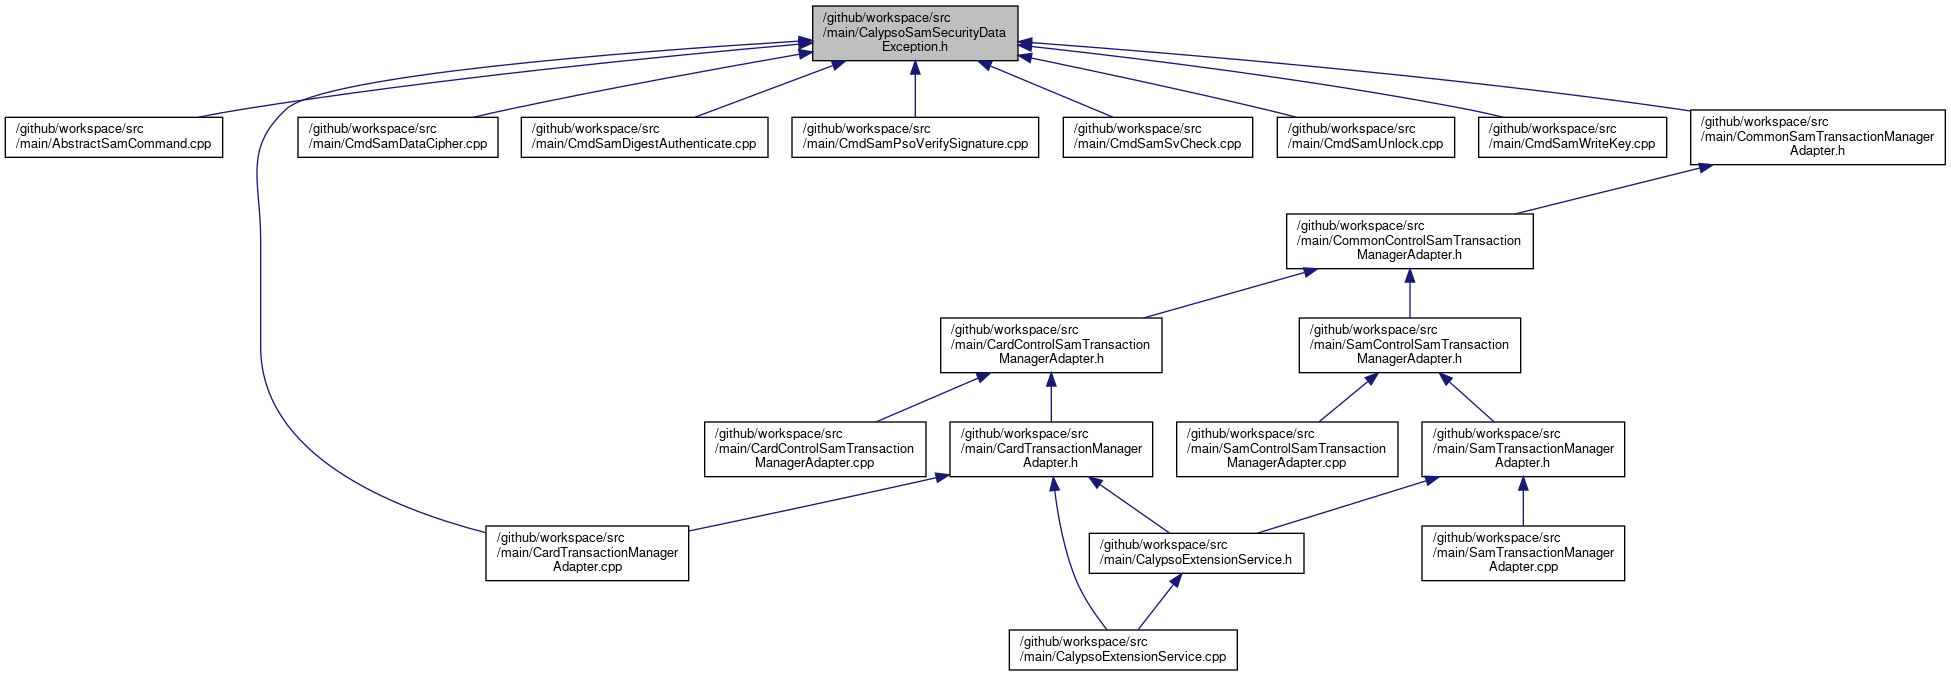 /github/workspace/src
/main/CalypsoSamSecurityData
Exception.h
/github/workspace/src
/main/AbstractSamCommand.cpp
/github/workspace/src
/main/CmdSamDataCipher.cpp
/github/workspace/src
/main/CmdSamDigestAuthenticate.cpp
/github/workspace/src
/main/CmdSamPsoVerifySignature.cpp
/github/workspace/src
/main/CmdSamSvCheck.cpp
/github/workspace/src
/main/CmdSamUnlock.cpp
/github/workspace/src
/main/CmdSamWriteKey.cpp
/github/workspace/src
/main/CommonSamTransactionManager
Adapter.h
/github/workspace/src
/main/CommonControlSamTransaction
ManagerAdapter.h
/github/workspace/src
/main/CardControlSamTransaction
ManagerAdapter.h
/github/workspace/src
/main/SamControlSamTransaction
ManagerAdapter.h
/github/workspace/src
/main/CardControlSamTransaction
ManagerAdapter.cpp
/github/workspace/src
/main/CardTransactionManager
Adapter.h
/github/workspace/src
/main/SamControlSamTransaction
ManagerAdapter.cpp
/github/workspace/src
/main/SamTransactionManager
Adapter.h
/github/workspace/src
/main/CardTransactionManager
Adapter.cpp
/github/workspace/src
/main/CalypsoExtensionService.h
/github/workspace/src
/main/SamTransactionManager
Adapter.cpp
/github/workspace/src
/main/CalypsoExtensionService.cpp